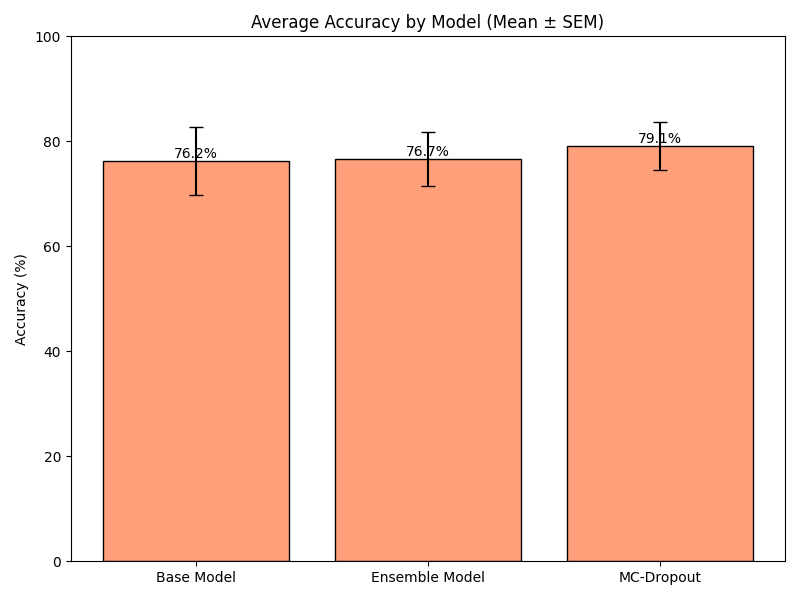 Average Accuracy by Model (Mean ± SEM)
100
80
60
40
20
0
Accuracy (%)
76.2%
76.7%
79.1%
Base Model
Ensemble Model
MC-Dropout